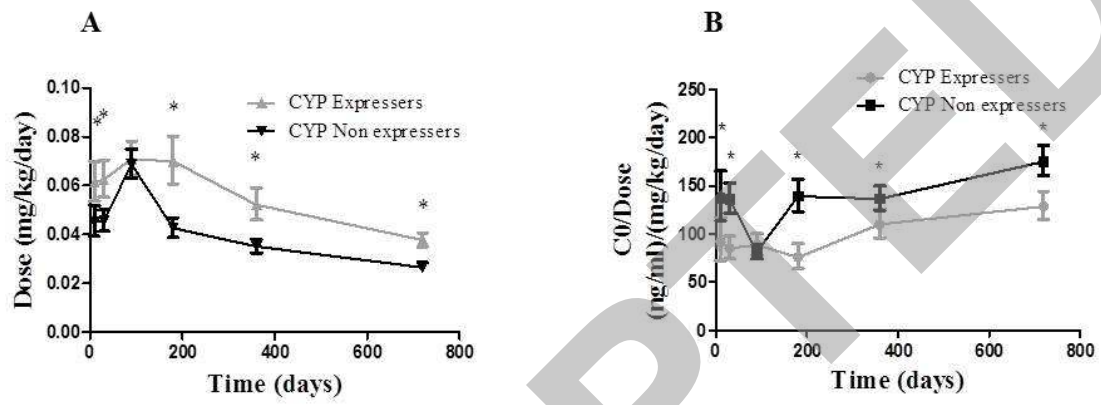 A
Dose (mg/kg/day)
0.10
0.08
0.06
0.04
0.02
0.00
* * * * *
CYP Expressers
CYP Non expressers
0 200 400 600 800
Time (days)
B
C0/Dose
(ng/ml)/(mg/kg/day)
250
200
150
100
50
0
CYP Expressers
CYP Non expressers
* * * * *
0 200 400 600 800
Time (days)
PTED